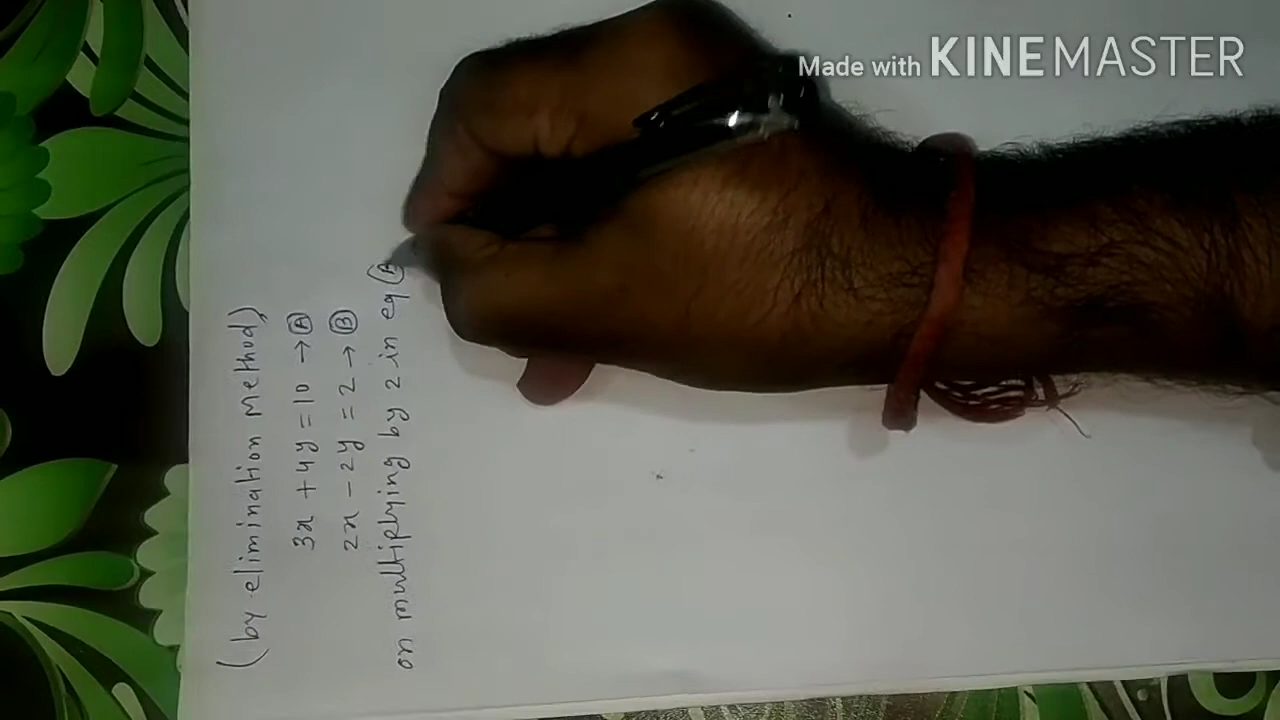 Made with KINEMASTER
(by elimination method)
3x + 4y = 10 → Ⓐ
2x - 2y = 2 → Ⓑ
on multiplying by 2 in eq